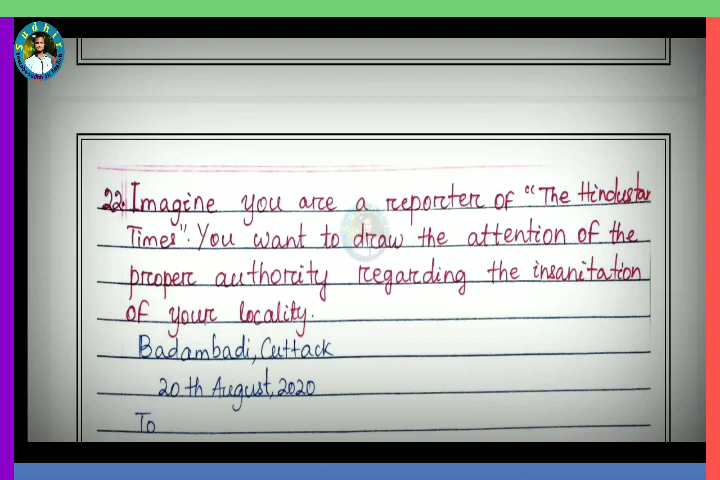 Sudhir
22. Imagine you are a reporter of "The Hindustan
Times". You want to draw the attention of the
proper authority regarding the insanitation
of your locality.
Badambadi, Cuttack
20th August, 2020
To